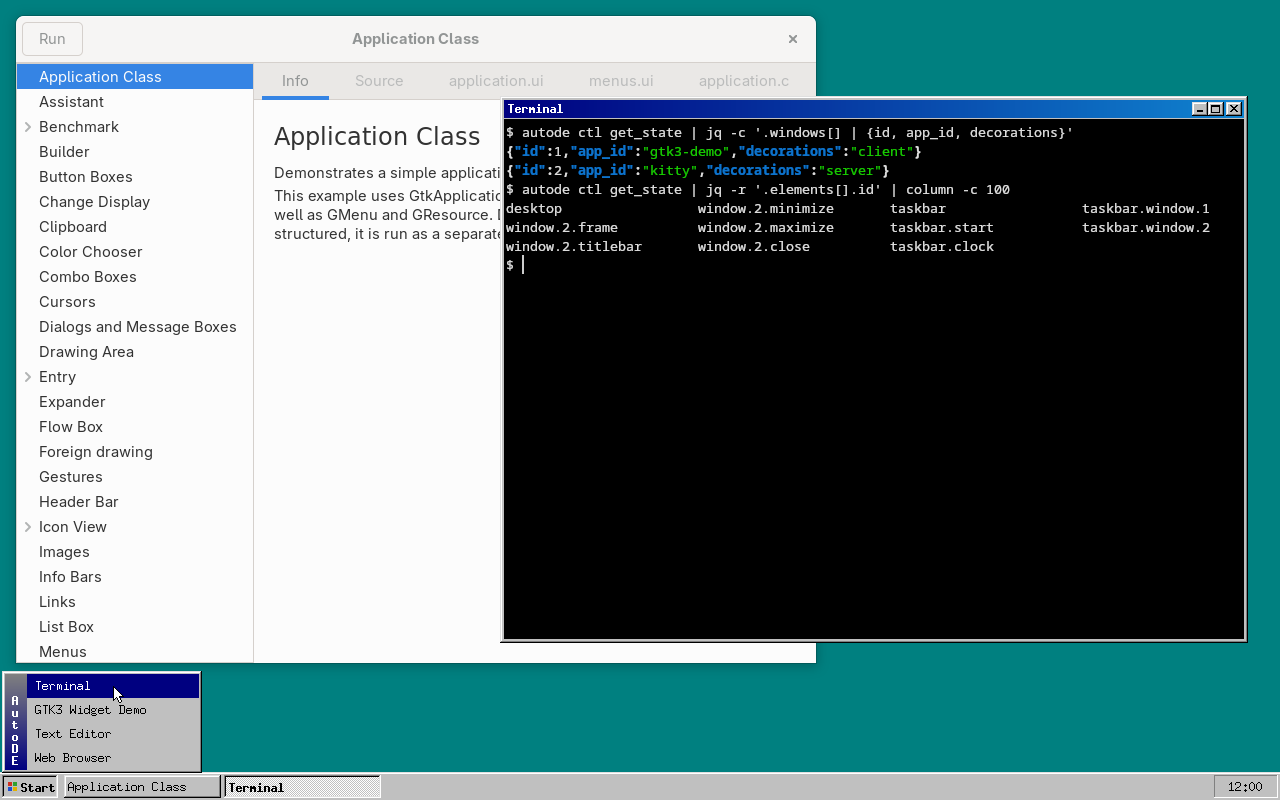 Run
Application Class
Application Class
Assistant
Benchmark
Builder
Button Boxes
Change Display
Clipboard
Color Chooser
Combo Boxes
Cursors
Dialogs and Message Boxes
Drawing Area
Entry
Expander
Flow Box
Foreign drawing
Gestures
Header Bar
Icon View
Images
Info Bars
Links
List Box
Menus
Info Source application.ui menus.ui application.c
Application Class
Demonstrates a simple applicati
This example uses GtkApplicatio
well as GMenu and GResource.
structured, it is run as a separate
Terminal
$ autode ctl get_state | jq -c '.windows[] | {id, app_id, decorations}'
{"id":1,"app_id":"gtk3-demo","decorations":"client"}
{"id":2,"app_id":"kitty","decorations":"server"}
$ autode ctl get_state | jq -r '.elements[].id' | column -c 100
desktop window.2.minimize taskbar taskbar.window.1
window.2.frame window.2.maximize taskbar.start taskbar.window.2
window.2.titlebar window.2.close taskbar.clock
$
AutoDE
Terminal
GTK3 Widget Demo
Text Editor
Web Browser
Start Application Class Terminal 12:00